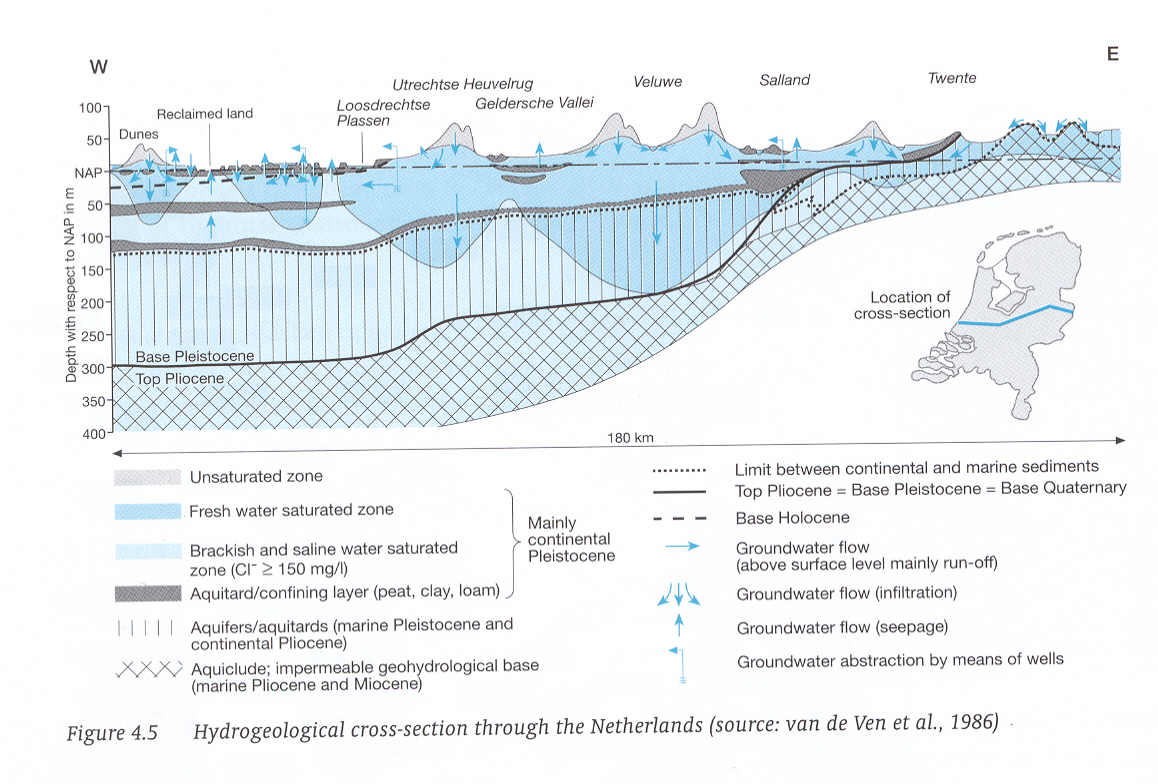 W
E
Utrechtse Heuvelrug
Veluwe
Salland
Twente
Loosdrechtse
Plassen
Geldersche Vallei
Reclaimed land
Dunes
100
50
NAP
50
100
150
200
250
300
350
400
Depth with respect to NAP in m
Base Pleistocene
Top Pliocene
Location of
cross-section
180 km
Unsaturated zone
Fresh water saturated zone
Brackish and saline water saturated
zone (Cl⁻ ≥ 150 mg/l)
Aquitard/confining layer (peat, clay, loam)
Mainly
continental
Pleistocene
Aquifers/aquitards (marine Pleistocene and
continental Pliocene)
Aquiclude; impermeable geohydrological base
(marine Pliocene and Miocene)
Limit between continental and marine sediments
Top Pliocene = Base Pleistocene = Base Quaternary
Base Holocene
Groundwater flow
(above surface level mainly run-off)
Groundwater flow (infiltration)
Groundwater flow (seepage)
Groundwater abstraction by means of wells
Figure 4.5 Hydrogeological cross-section through the Netherlands (source: van de Ven et al., 1986)